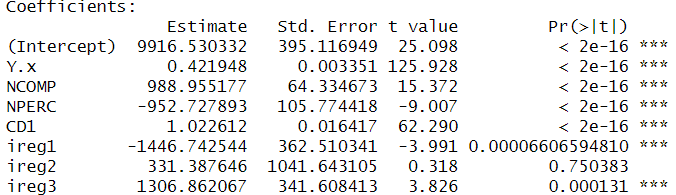 Coefficients:
Estimate Std. Error t value Pr(>|t|)
(Intercept) 9916.530332 395.116949 25.098 < 2e-16 ***
Y.x 0.421948 0.003351 125.928 < 2e-16 ***
NCOMP 988.955177 64.334673 15.372 < 2e-16 ***
NPERC -952.727893 105.774418 -9.007 < 2e-16 ***
CD1 1.022612 0.016417 62.290 < 2e-16 ***
ireg1 -1446.742544 362.510341 -3.991 0.00006606594810 ***
ireg2 331.387646 1041.643105 0.318 0.750383
ireg3 1306.862067 341.608413 3.826 0.000131 ***